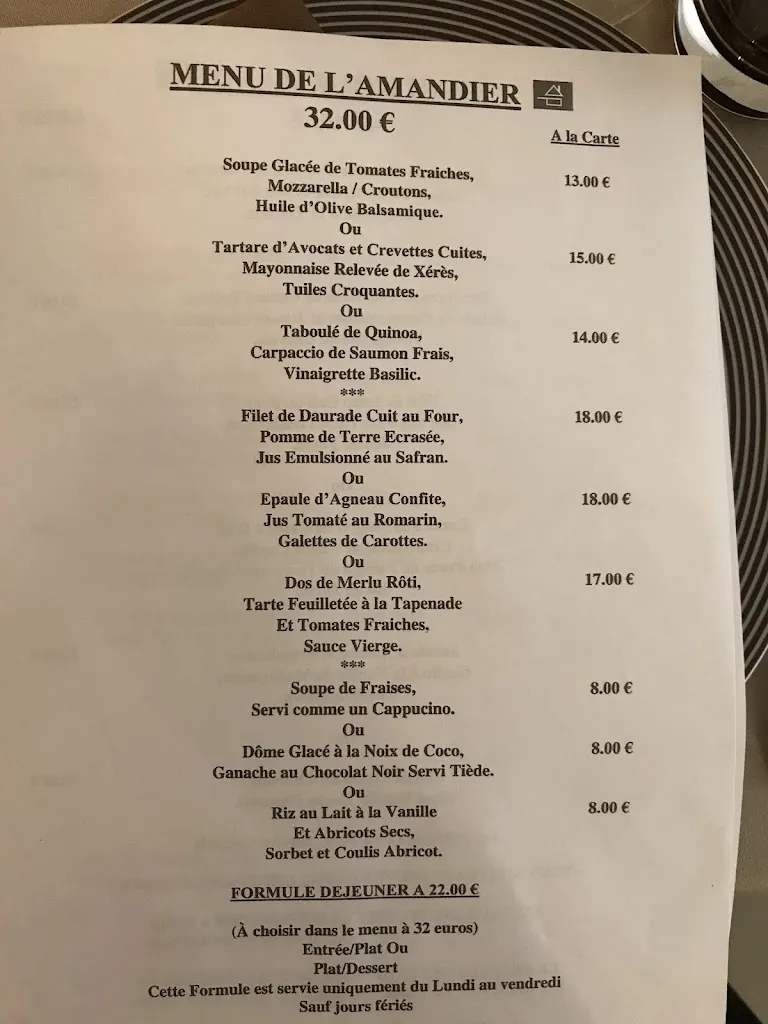 MENU DE L'AMANDIER
32.00 €
A la Carte
Soupe Glacée de Tomates Fraiches, 13.00 €
Mozzarella / Croutons,
Huile d'Olive Balsamique.
Ou
Tartare d'Avocats et Crevettes Cuites, 15.00 €
Mayonnaise Relevée de Xérès,
Tuiles Croquantes.
Ou
Taboulé de Quinoa, 14.00 €
Carpaccio de Saumon Frais,
Vinaigrette Basilic.
***
Filet de Daurade Cuit au Four, 18.00 €
Pomme de Terre Ecrasée,
Jus Emulsionné au Safran.
Ou
Epaule d'Agneau Confite, 18.00 €
Jus Tomaté au Romarin,
Galettes de Carottes.
Ou
Dos de Merlu Rôti, 17.00 €
Tarte Feuilletée à la Tapenade
Et Tomates Fraiches,
Sauce Vierge.
***
Soupe de Fraises, 8.00 €
Servi comme un Cappucino.
Ou
Dôme Glacé à la Noix de Coco, 8.00 €
Ganache au Chocolat Noir Servi Tiède.
Ou
Riz au Lait à la Vanille 8.00 €
Et Abricots Secs,
Sorbet et Coulis Abricot.
FORMULE DEJEUNER A 22.00 €
(À choisir dans le menu à 32 euros)
Entrée/Plat Ou
Plat/Dessert
Cette Formule est servie uniquement du Lundi au vendredi
Sauf jours fériés